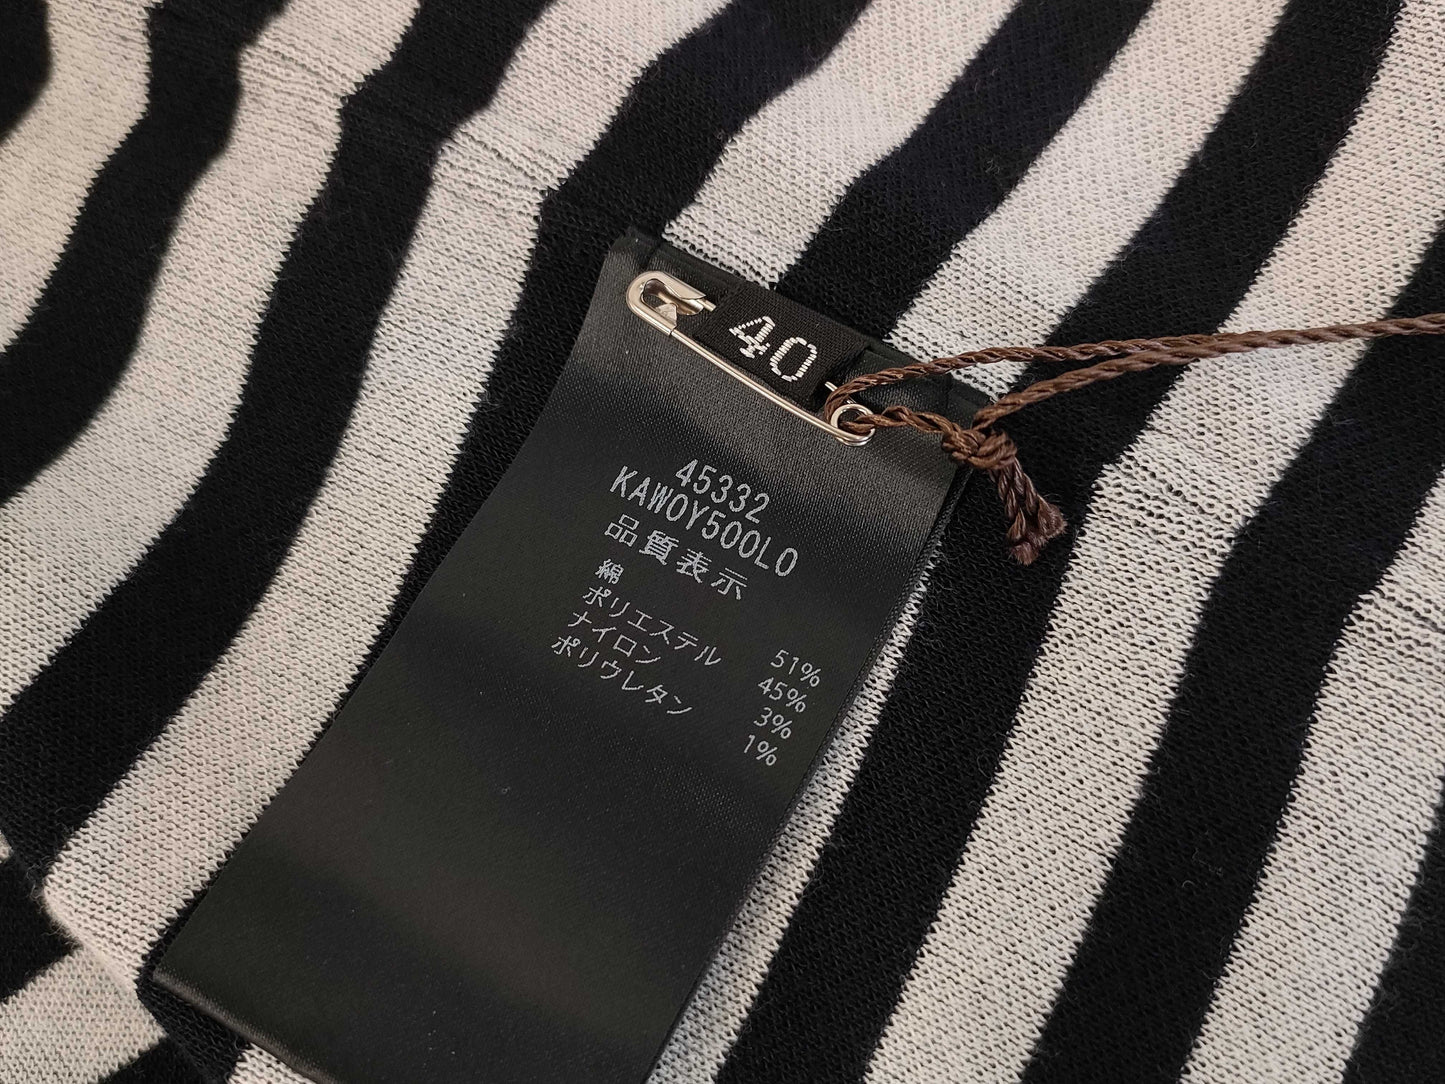 40
45332
KAWOY500L0
品質表示
綿 51%
ポリエステル 45%
ナイロン 3%
ポリウレタン 1%